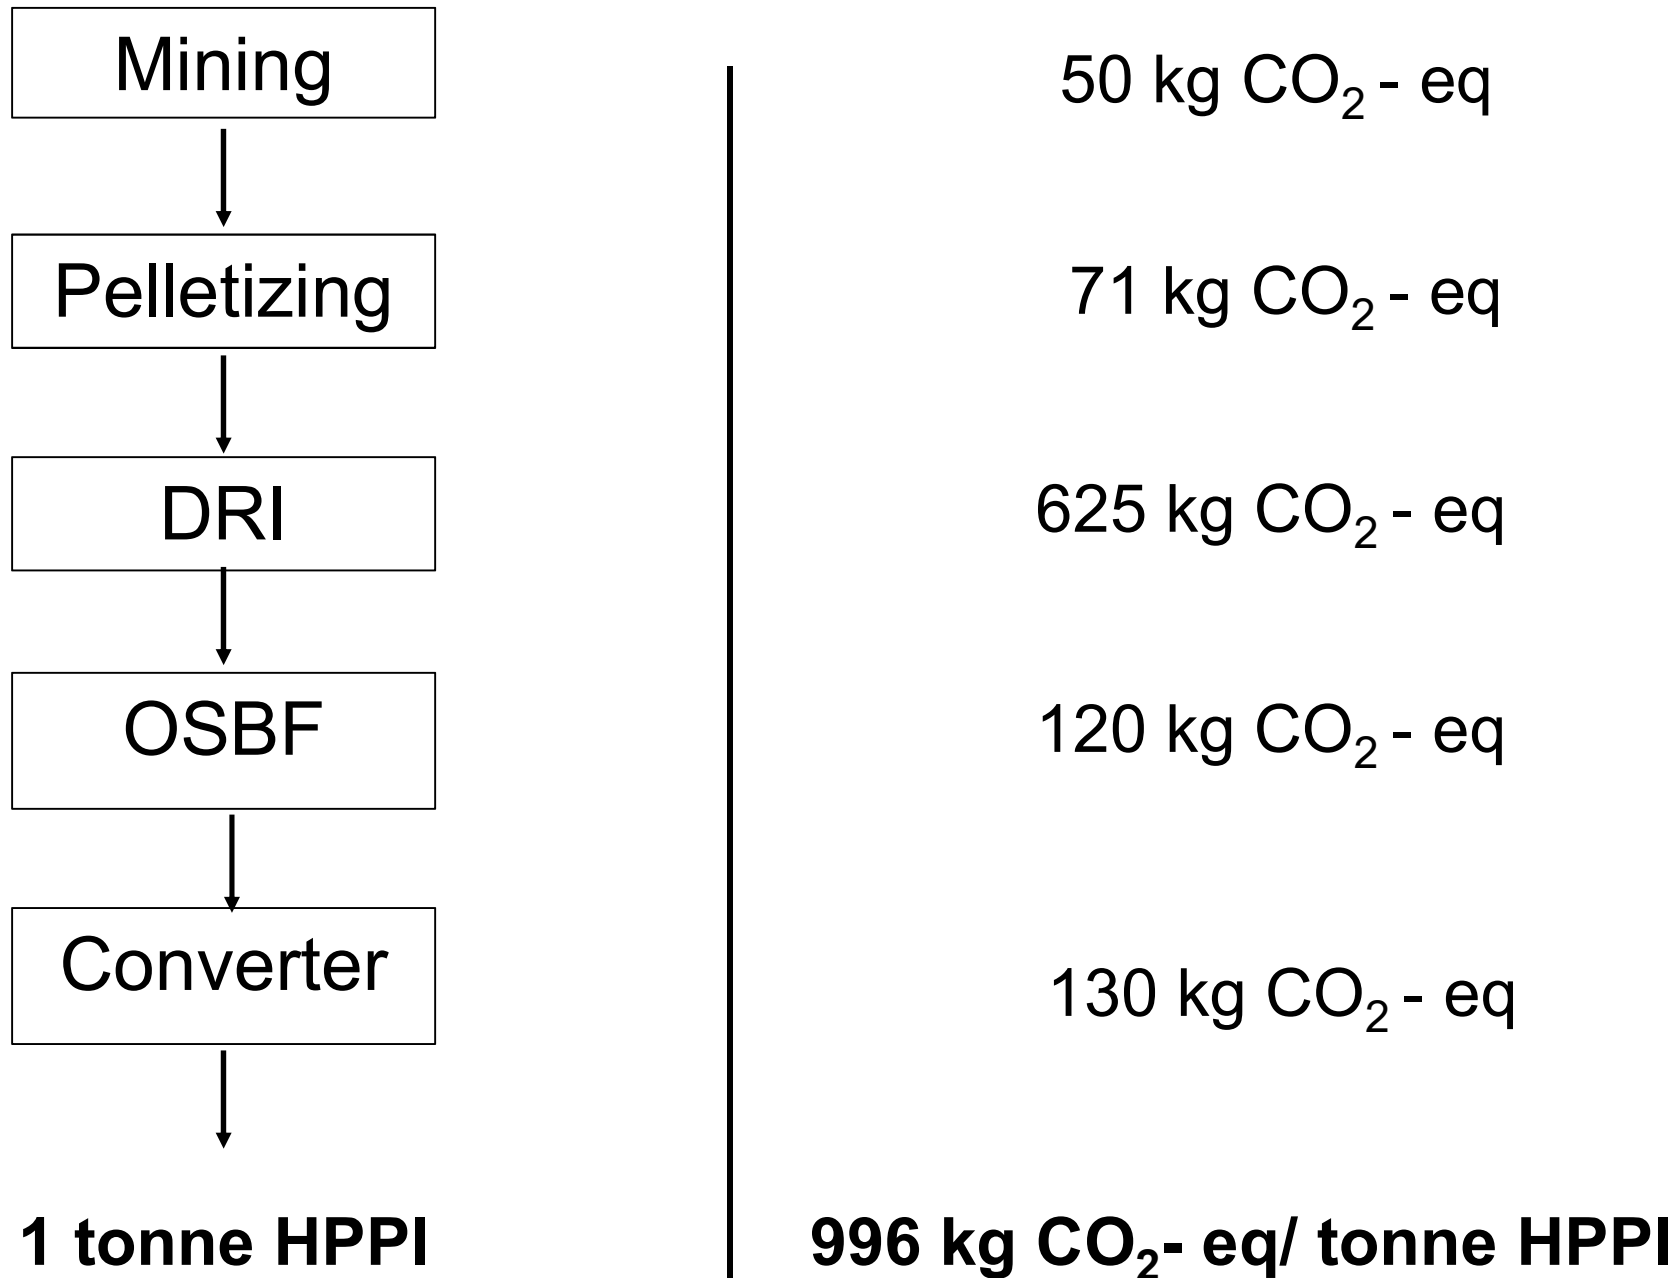 Mining
50 kg CO₂ - eq
Pelletizing
71 kg CO₂ - eq
DRI
625 kg CO₂ - eq
OSBF
120 kg CO₂ - eq
Converter
130 kg CO₂ - eq
1 tonne HPPI
996 kg CO₂- eq/ tonne HPPI